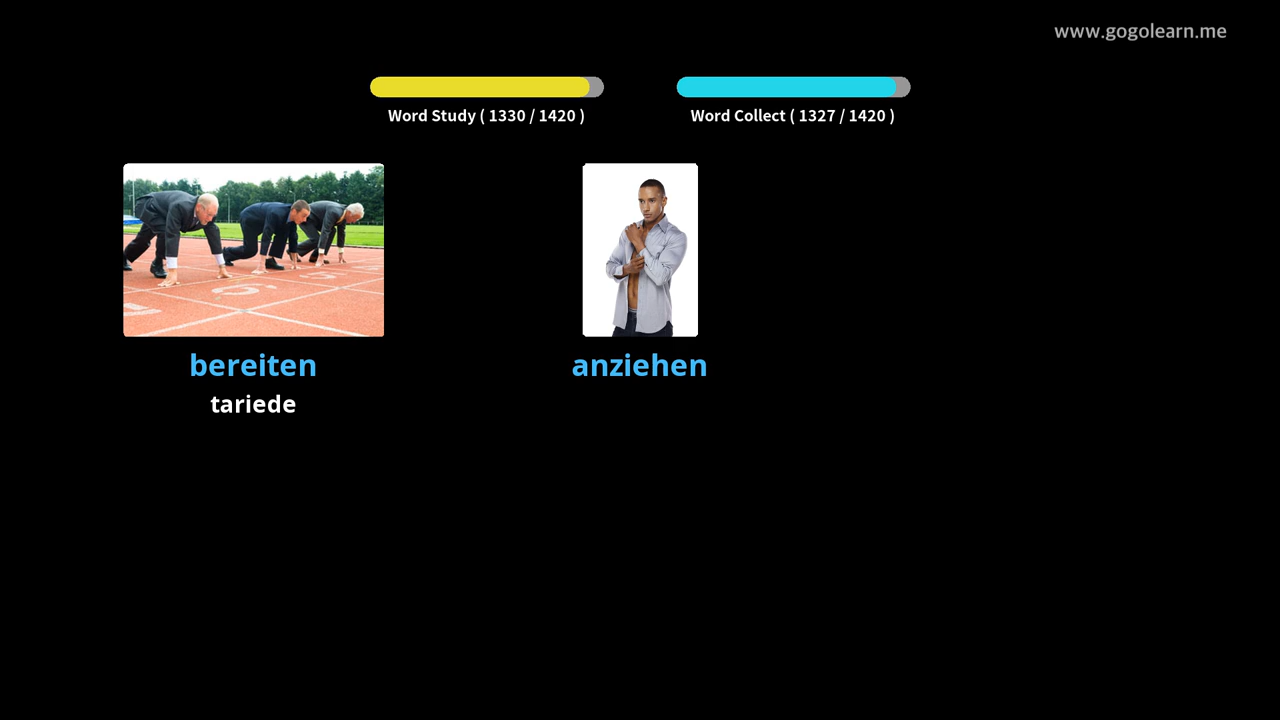 www.gogolearn.me
Word Study ( 1330 / 1420 )
Word Collect ( 1327 / 1420 )
bereiten
anziehen
tariede